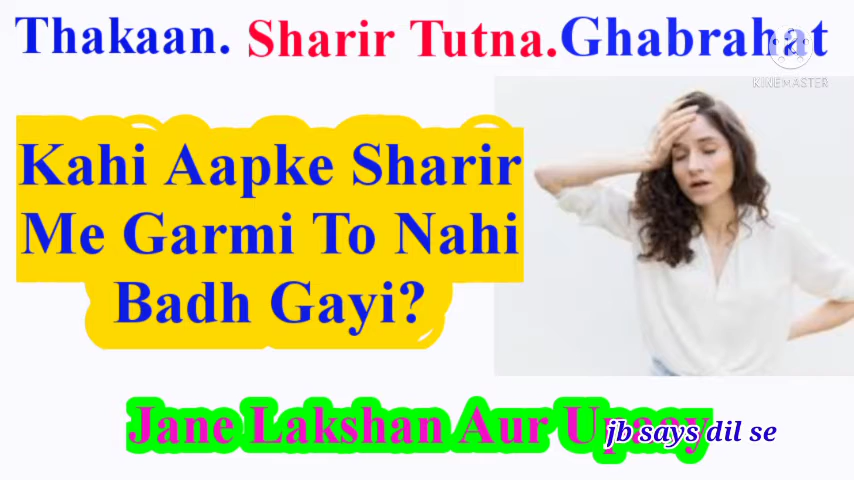 Thakaan. Sharir Tutna.Ghabrahat
KINEMASTER
Kahi Aapke Sharir
Me Garmi To Nahi
Badh Gayi?
Jane Lakshan Aur Upaay
jb says dil se